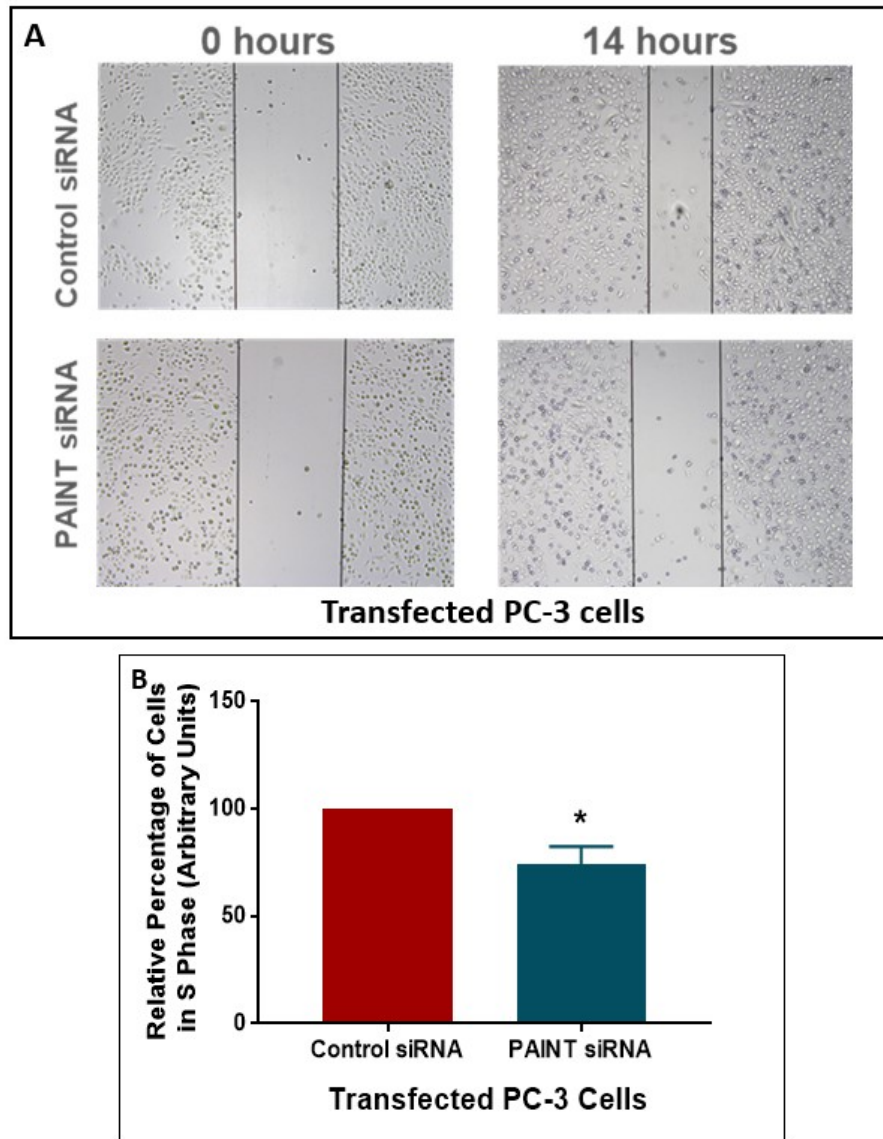 A
0 hours
14 hours
Control siRNA
PAINT siRNA
Transfected PC-3 cells
B
Relative Percentage of Cells
in S Phase (Arbitrary Units)
150
100
50
0
*
Control siRNA
PAINT siRNA
Transfected PC-3 Cells